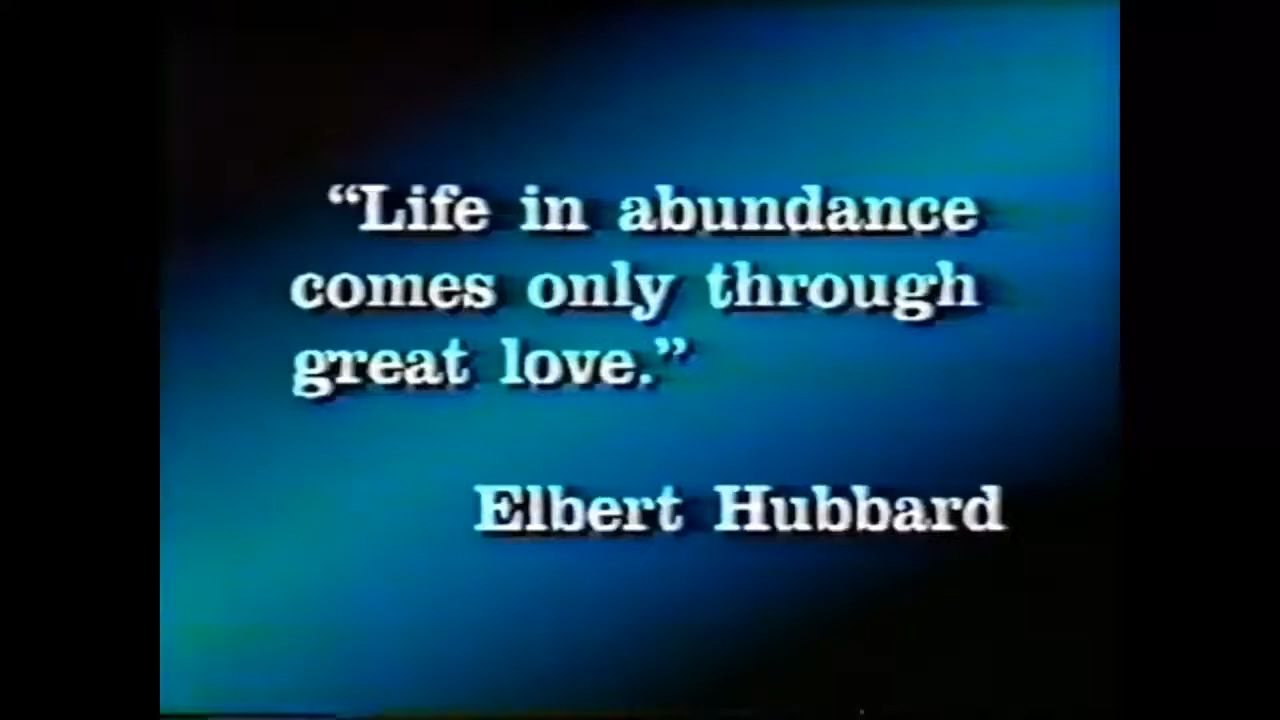 “Life in abundance
comes only through
great love.”
Elbert Hubbard